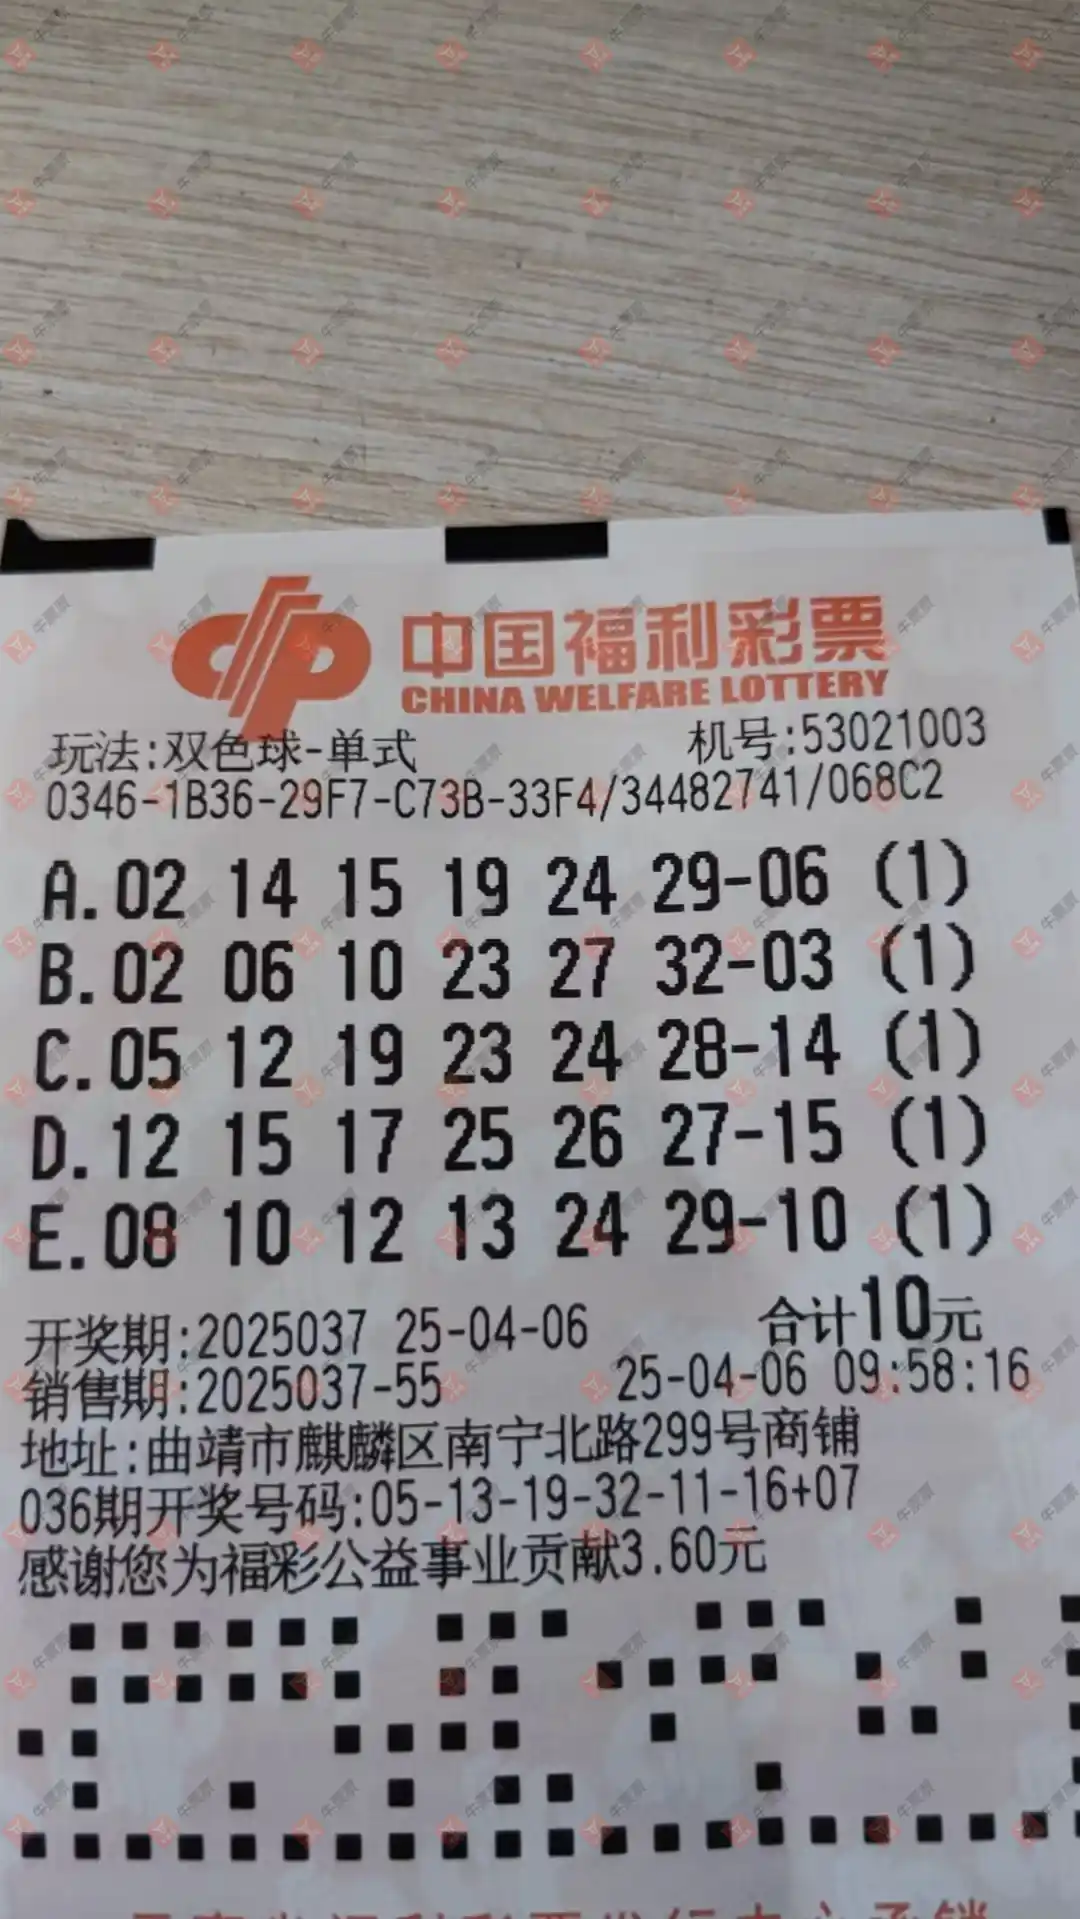 中国福利彩票
CHINA WELFARE LOTTERY
玩法:双色球-单式 机号:53021003
0346-1B36-29F7-C73B-33F4/34482741/068C2
A.02 14 15 19 24 29-06 (1)
B.02 06 10 23 27 32-03 (1)
C.05 12 19 23 24 28-14 (1)
D.12 15 17 25 26 27-15 (1)
E.08 10 12 13 24 29-10 (1)
开奖期:2025037 25-04-06 合计10元
销售期:2025037-55 25-04-06 09:58:16
地址:曲靖市麒麟区南宁北路299号商铺
036期开奖号码:05-13-19-32-11-16+07
感谢您为福彩公益事业贡献3.60元